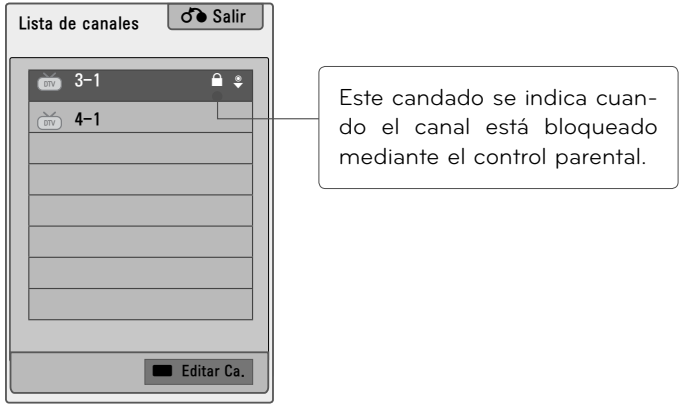 Lista de canales
Salir
DTV 3-1
DTV 4-1
Editar Ca.
Este candado se indica cuan-
do el canal está bloqueado
mediante el control parental.